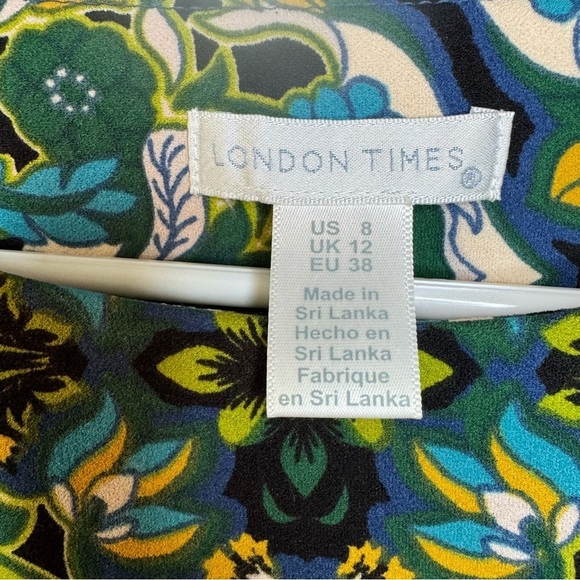 LONDON TIMES®
US 8
UK 12
EU 38
Made in
Sri Lanka
Hecho en
Sri Lanka
Fabrique
en Sri Lanka